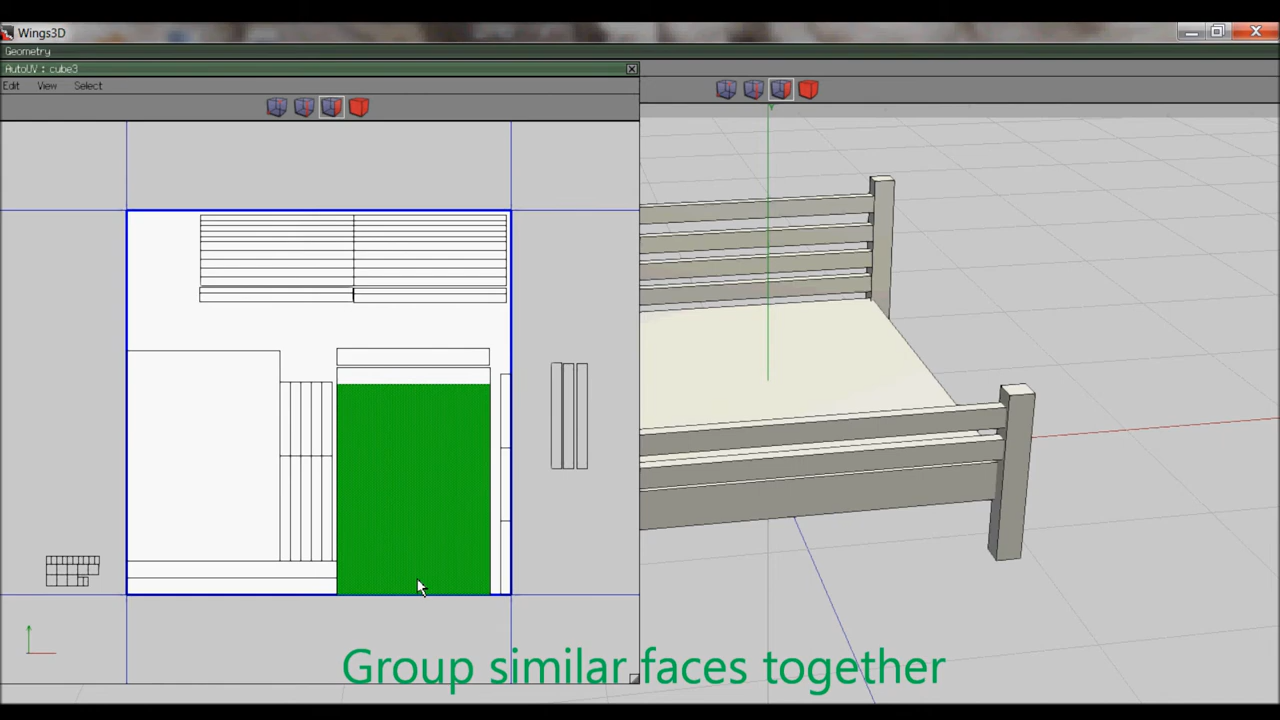 Wings3D
Geometry
AutoUV : cube3
Edit View Select
Y
Group similar faces together